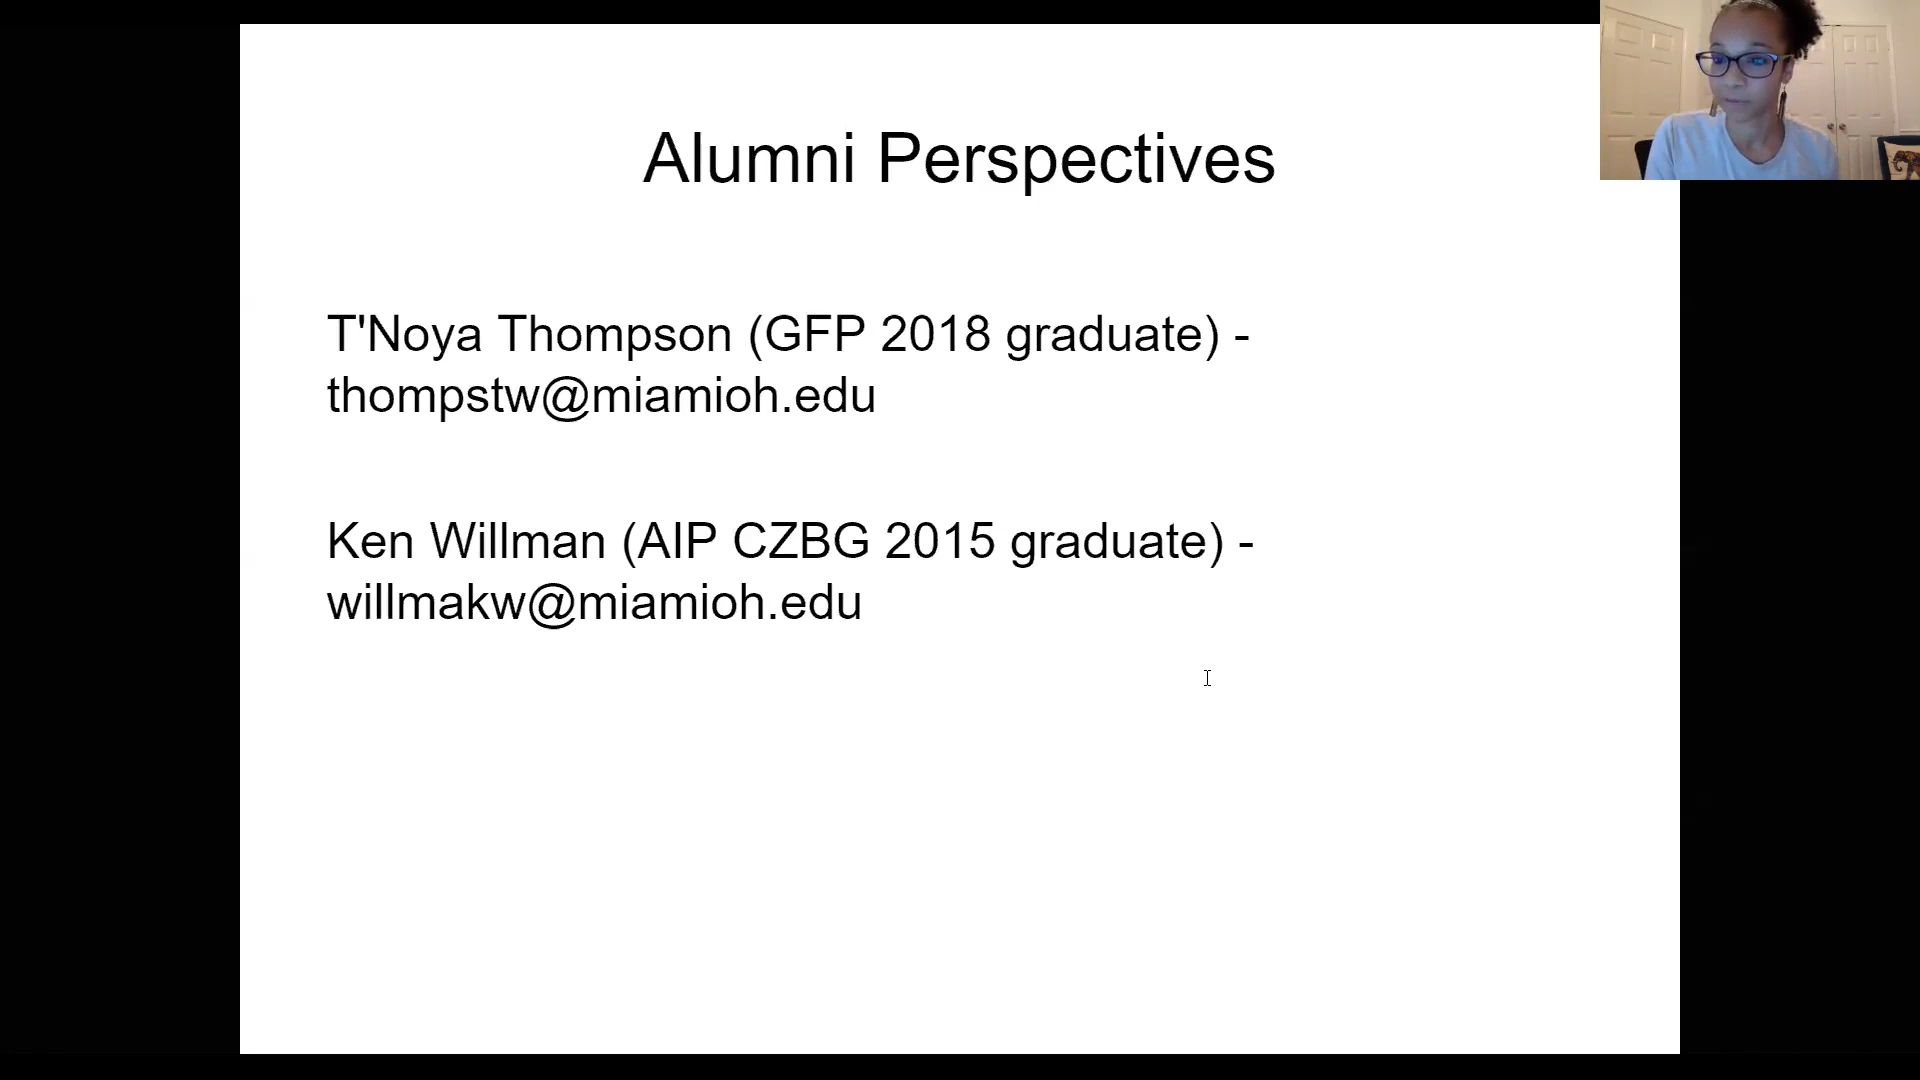 Alumni Perspectives
T'Noya Thompson (GFP 2018 graduate) -
thompstw@miamioh.edu
Ken Willman (AIP CZBG 2015 graduate) -
willmakw@miamioh.edu